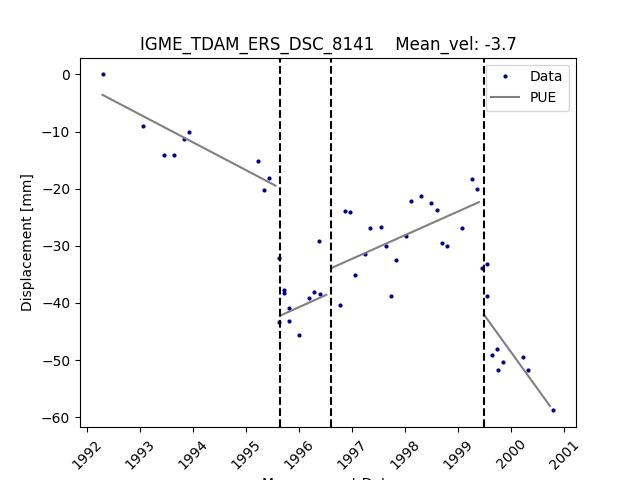 IGME_TDAM_ERS_DSC_8141    Mean_vel: -3.7
Data
PUE
Displacement [mm]
0
−10
−20
−30
−40
−50
−60
1992 1993 1994 1995 1996 1997 1998 1999 2000 2001